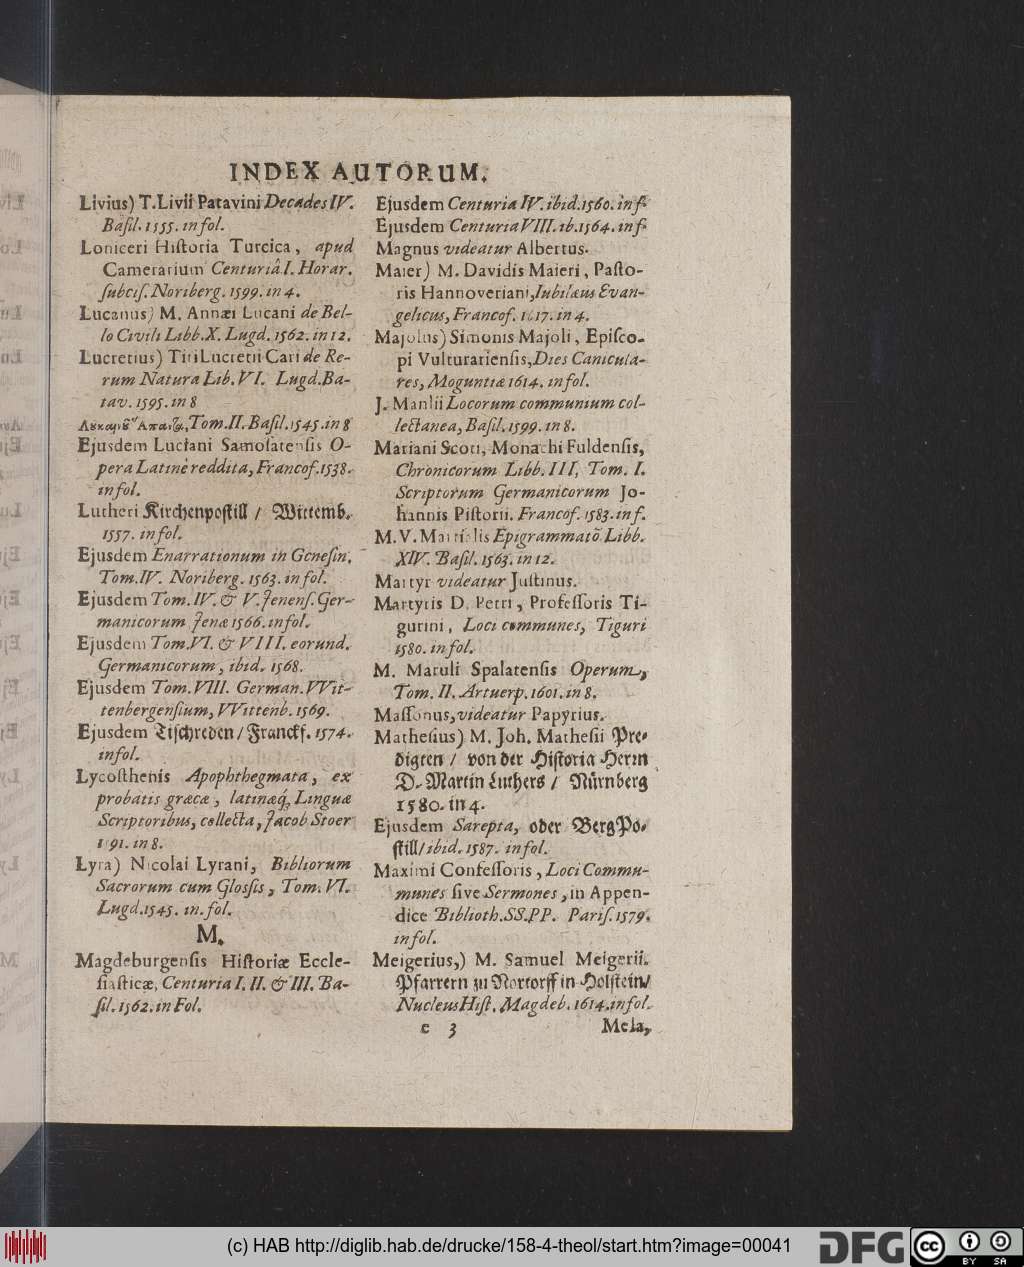 INDEX AUTORUM.
Livius) T.Livii Patavini Decades IV.
Basil. 1555. in fol.
Loniceri Hiſtoria Turcica, apud
Camerarium Centuriâ I. Horar.
ſubciſ. Noriberg. 1599. in 4.
Lucanus) M. Annæi Lucani de Bel-
lo Civili Libb. X. Lugd. 1562. in 12.
Lucretius) Titi Lucretii Cari de Re-
rum Natura Lib. VI. Lugd. Ba-
tav. 1595. in 8
Tom. II. Baſil. 1545. in 8
Ejusdem Luciani Samoſatenſis O-
pera Latinè reddita, Francof. 1538.
in fol.
Lutheri Kirchenpoſtill / Wittemb.
1557. in fol.
Ejusdem Enarrationum in Geneſin.
Tom. IV. Noriberg. 1563. in fol.
Ejusdem Tom. IV. & V. Jenenſ. Ger-
manicorum Jenæ 1566. in fol.
Ejusdem Tom. VI. & VIII. eorund.
Germanicorum, ibid. 1568.
Ejusdem Tom. VIII. German. VVit-
tenbergenſium, VVittenb. 1569.
Ejusdem Tiſchreden / Franckf. 1574.
in fol.
Lycoſthenis Apophthegmata, ex
probatis græcæ, latinæq́; Linguæ
Scriptoribus, collecta, Jacob Stoer
in 8.
Lyra) Nicolai Lyrani, Bibliorum
Sacrorum cum Gloſſis, Tom. VI.
Lugd. 1545. in. fol.
M.
Magdeburgenſis Hiſtoriæ Eccle-
ſiaſticæ, Centuria I. II. & III. Ba-
ſil. 1562. in Fol.
Ejusdem Centuria IV. ibid. 1560. in f.
Ejusdem Centuria VIII. ib. 1564. in f.
Magnus videatur Albertus.
Maier) M. Davidis Maieri, Paſto-
ris Hannoveriani, Iubilæus Evan-
gelicus, Francof. 1617. in 4.
Majolus) Simonis Majoli, Epiſco-
pi Vulturarienſis, Dies Canicula-
res, Moguntiæ 1614. in fol.
J. Manlii Locorum communium col-
lectanea, Baſil. 1599. in 8.
Mariani Scoti, Monachi Fuldenſis,
Chronicorum Libb. III, Tom. I.
Scriptorum Germanicorum Jo-
hannis Piſtorii. Francof. 1583. in f.
M. V. Martialis Epigrammatõ Libb.
XIV. Baſil. 1563. in 12.
Martyr videatur Juſtinus.
Martyris D. Petri, Profeſſoris Ti-
gurini, Loci communes, Tiguri
1580. in fol.
M. Maruli Spalatenſis Operum,
Tom. II. Antuerp. 1601. in 8.
Maſſonus, videatur Papyrius.
Matheſius) M. Joh. Matheſii Pre-
digten / von der Hiſtoria Herrn
D. Martin Luthers / Nürnberg
1580. in 4.
Ejusdem Sarepta, oder BergPo-
ſtill / ibid. 1587. in fol.
Maximi Confeſſoris, Loci Commu-
munes ſive Sermones, in Appen-
dice Biblioth. SS. PP. Pariſ. 1579.
in fol.
Meigerius,) M. Samuel Meigerii.
Pfarrern zu Nortorff in Holſtein /
Nucleus Hiſt. Magdeb. 1614. in fol.
e 3
Mela,
(c) HAB http://diglib.hab.de/drucke/158-4-theol/start.htm?image=00041
DFG
cc
BY SA